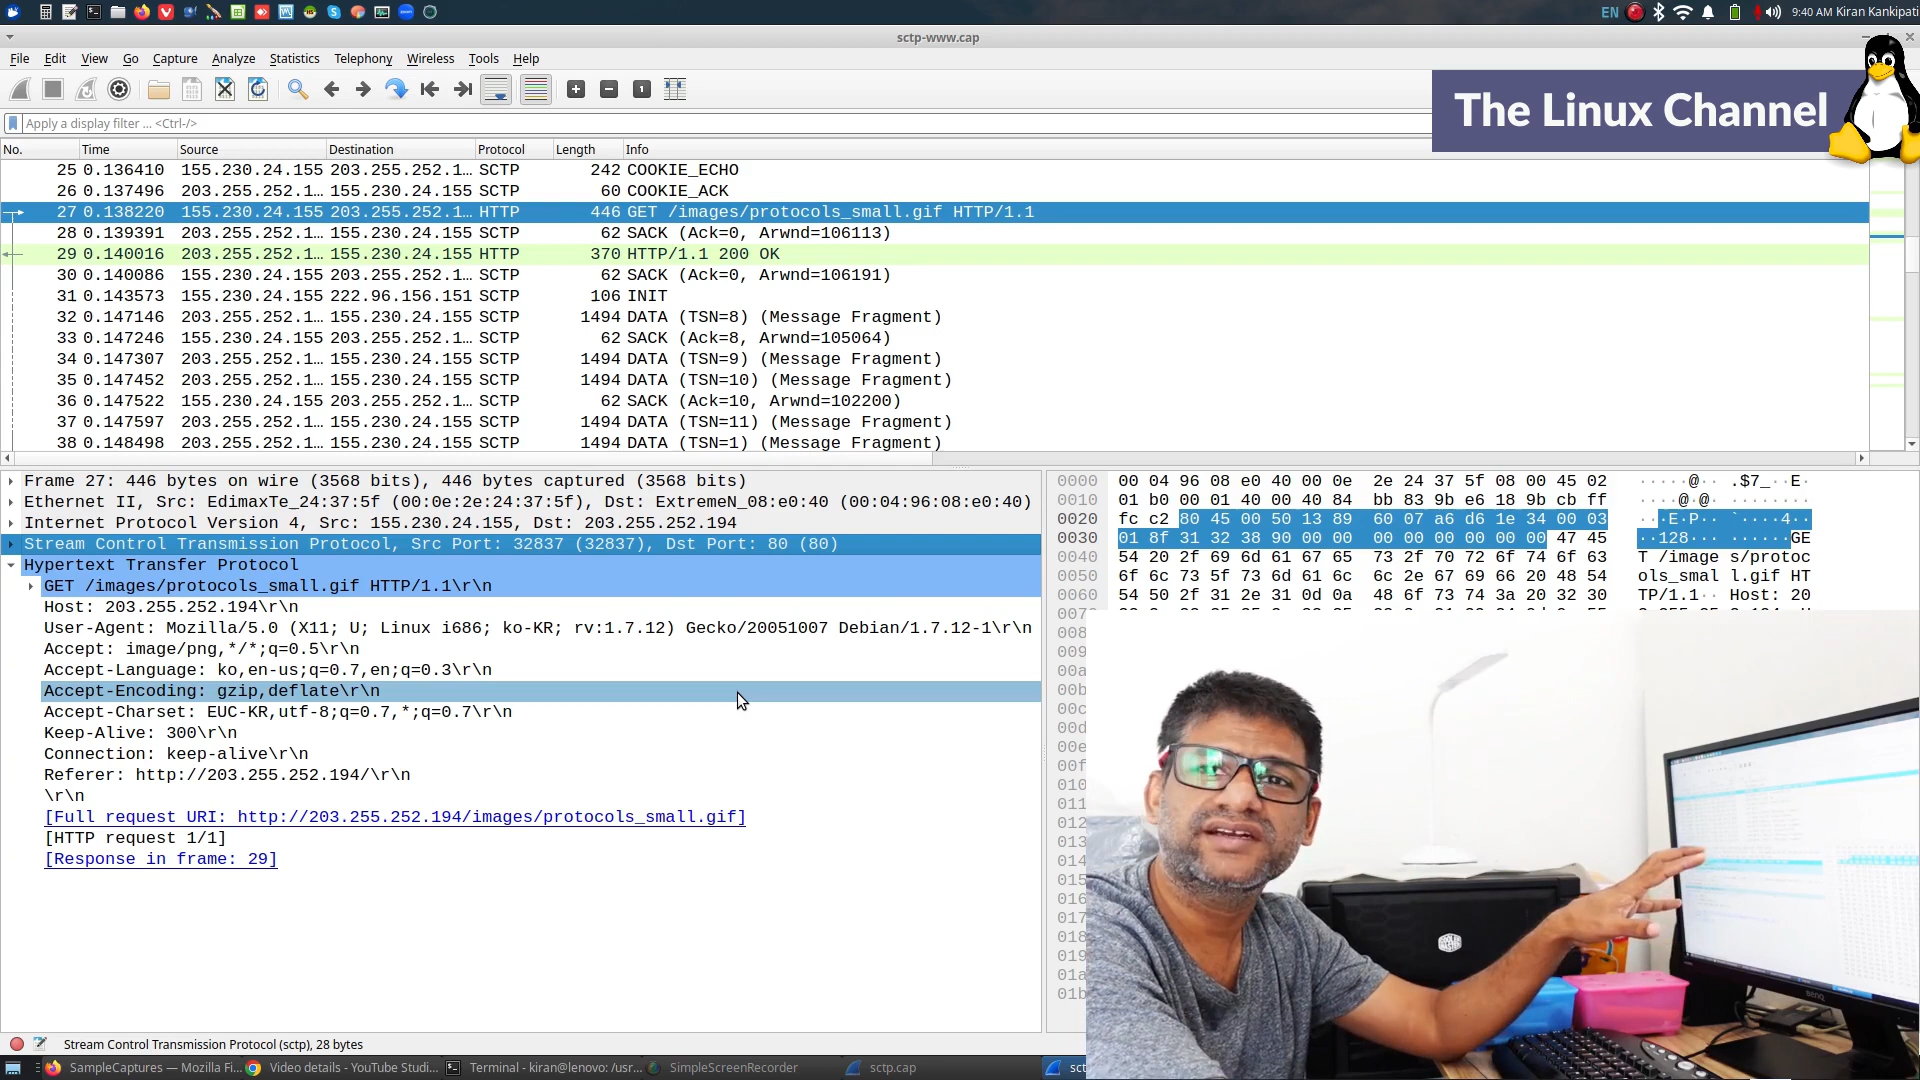 EN
9:40 AM Kiran Kankipati
sctp-www.cap
File Edit View Go Capture Analyze Statistics Telephony Wireless Tools Help
The Linux Channel
Apply a display filter ... <Ctrl-/>
No. Time Source Destination Protocol Length Info
25 0.136410 155.230.24.155 203.255.252.1… SCTP 242 COOKIE_ECHO
26 0.137496 203.255.252.1… 155.230.24.155 SCTP 60 COOKIE_ACK
27 0.138220 155.230.24.155 203.255.252.1… HTTP 446 GET /images/protocols_small.gif HTTP/1.1
28 0.139391 203.255.252.1… 155.230.24.155 SCTP 62 SACK (Ack=0, Arwnd=106113)
29 0.140016 203.255.252.1… 155.230.24.155 HTTP 370 HTTP/1.1 200 OK
30 0.140086 155.230.24.155 203.255.252.1… SCTP 62 SACK (Ack=0, Arwnd=106191)
31 0.143573 155.230.24.155 222.96.156.151 SCTP 106 INIT
32 0.147146 203.255.252.1… 155.230.24.155 SCTP 1494 DATA (TSN=8) (Message Fragment)
33 0.147246 155.230.24.155 203.255.252.1… SCTP 62 SACK (Ack=8, Arwnd=105064)
34 0.147307 203.255.252.1… 155.230.24.155 SCTP 1494 DATA (TSN=9) (Message Fragment)
35 0.147452 203.255.252.1… 155.230.24.155 SCTP 1494 DATA (TSN=10) (Message Fragment)
36 0.147522 155.230.24.155 203.255.252.1… SCTP 62 SACK (Ack=10, Arwnd=102200)
37 0.147597 203.255.252.1… 155.230.24.155 SCTP 1494 DATA (TSN=11) (Message Fragment)
38 0.148498 203.255.252.1… 155.230.24.155 SCTP 1494 DATA (TSN=1) (Message Fragment)
Frame 27: 446 bytes on wire (3568 bits), 446 bytes captured (3568 bits)
Ethernet II, Src: EdimaxTe_24:37:5f (00:0e:2e:24:37:5f), Dst: ExtremeN_08:e0:40 (00:04:96:08:e0:40)
Internet Protocol Version 4, Src: 155.230.24.155, Dst: 203.255.252.194
Stream Control Transmission Protocol, Src Port: 32837 (32837), Dst Port: 80 (80)
Hypertext Transfer Protocol
GET /images/protocols_small.gif HTTP/1.1\r\n
Host: 203.255.252.194\r\n
User-Agent: Mozilla/5.0 (X11; U; Linux i686; ko-KR; rv:1.7.12) Gecko/20051007 Debian/1.7.12-1\r\n
Accept: image/png,*/*;q=0.5\r\n
Accept-Language: ko,en-us;q=0.7,en;q=0.3\r\n
Accept-Encoding: gzip,deflate\r\n
Accept-Charset: EUC-KR,utf-8;q=0.7,*;q=0.7\r\n
Keep-Alive: 300\r\n
Connection: keep-alive\r\n
Referer: http://203.255.252.194/\r\n
\r\n
[Full request URI: http://203.255.252.194/images/protocols_small.gif]
[HTTP request 1/1]
[Response in frame: 29]
0000 00 04 96 08 e0 40 00 0e 2e 24 37 5f 08 00 45 02 ·····@·· .$7_··E·
0010 01 b0 00 01 40 00 40 84 bb 83 9b e6 18 9b cb ff ····@·@· ········
0020 fc c2 80 45 00 50 13 89 60 07 a6 d6 1e 34 00 03 ···E·P·· `····4··
0030 01 8f 31 32 38 90 00 00 00 00 00 00 00 00 47 45 ··128··· ······GE
0040 54 20 2f 69 6d 61 67 65 73 2f 70 72 6f 74 6f 63 T /image s/protoc
0050 6f 6c 73 5f 73 6d 61 6c 6c 2e 67 69 66 20 48 54 ols_smal l.gif HT
0060 54 50 2f 31 2e 31 0d 0a 48 6f 73 74 3a 20 32 30 TP/1.1·· Host: 20
008
009
00a
00b
00c
00d
00e
00f
010
011
012
013
014
015
016
017
018
019
01a
01b
COOLER MASTER
BenQ
Stream Control Transmission Protocol (sctp), 28 bytes
SampleCaptures — Mozilla Fi… Video details - YouTube Studi… Terminal - kiran@lenovo: /usr… SimpleScreenRecorder sctp.cap sct